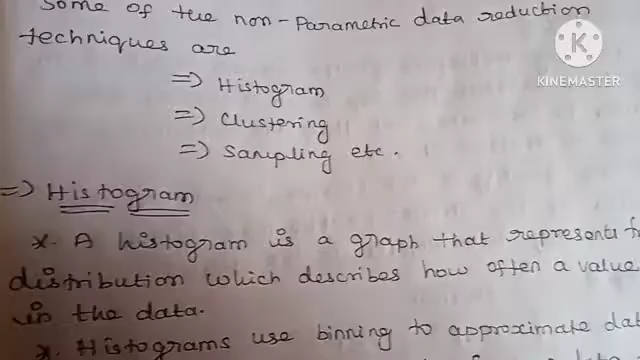 Some of the non-Parametric data reduction
techniques are
=> Histogram
=> Clustering
=> Sampling etc.
=> Histogram
*. A histogram is a graph that represents
distribution which describes how often a value
in the data.
*. Histograms use binning to approximate
KINEMASTER